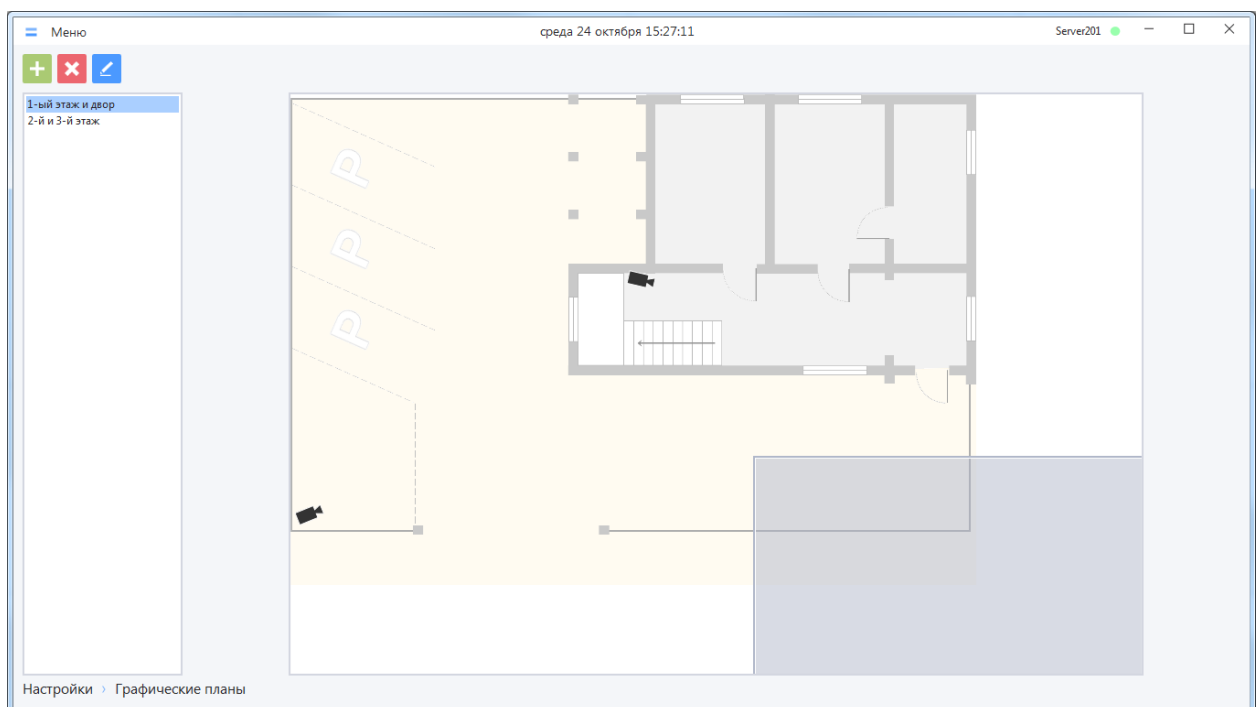 Меню
среда 24 октября 15:27:11
Server201
1-ый этаж и двор
2-й и 3-й этаж
P
P
P
Настройки › Графические планы